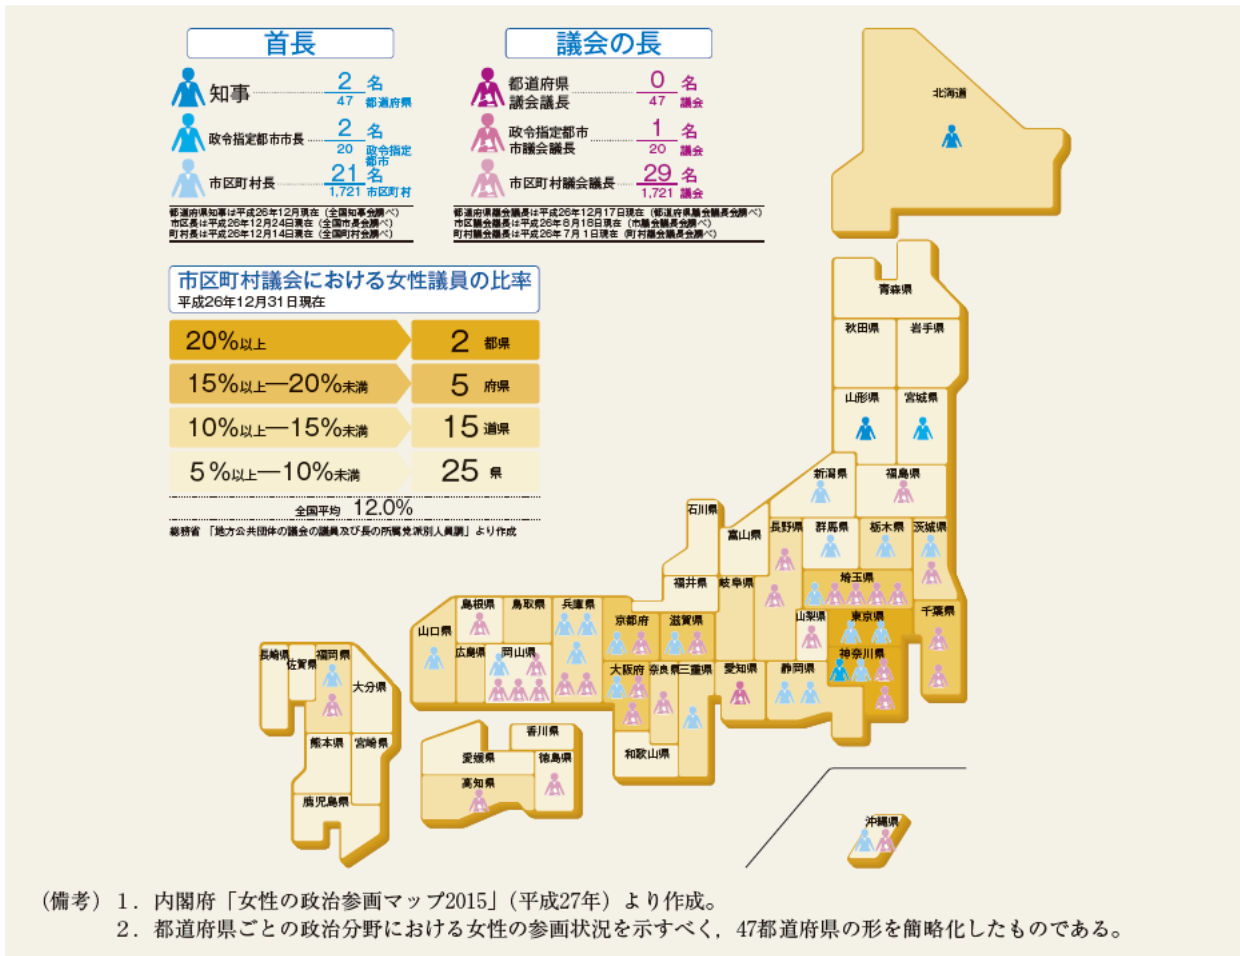 首長
知事 2名
47 都道府県
政令指定都市市長 2名
20 政令指定都市
市区町村長 21名
1,721 市区町村
都道府県知事は平成26年12月現在（全国知事会調べ）
市区長は平成26年12月24日現在（全国市長会調べ）
町村長は平成26年12月14日現在（全国町村会調べ）
議会の長
都道府県議会議長 0名
47 議会
政令指定都市市議会議長 1名
20 議会
市区町村議会議長 29名
1,721 議会
都道府県議会議長は平成26年12月17日現在（都道府県議会議長会調べ）
市区議会議長は平成26年8月16日現在（市議会議長会調べ）
町村議会議長は平成26年7月1日現在（町村議会議長会調べ）
市区町村議会における女性議員の比率
平成26年12月31日現在
20%以上 2 都県
15%以上―20%未満 5 府県
10%以上―15%未満 15 道県
5%以上―10%未満 25 県
全国平均 12.0%
総務省 「地方公共団体の議会の議員及び長の所属党派別人員調」より作成
北海道
青森県
秋田県
岩手県
山形県
宮城県
新潟県
福島県
石川県
富山県
長野県
群馬県
栃木県
茨城県
福井県
岐阜県
埼玉県
島根県
鳥取県
兵庫県
京都府
滋賀県
山梨県
東京県
千葉県
山口県
広島県
岡山県
大阪府
奈良県
三重県
愛知県
静岡県
神奈川県
長崎県
佐賀県
福岡県
大分県
和歌山県
香川県
愛媛県
徳島県
高知県
熊本県
宮崎県
鹿児島県
沖縄県
（備考）1．内閣府「女性の政治参画マップ2015」（平成27年）より作成。
2．都道府県ごとの政治分野における女性の参画状況を示すべく，47都道府県の形を簡略化したものである。